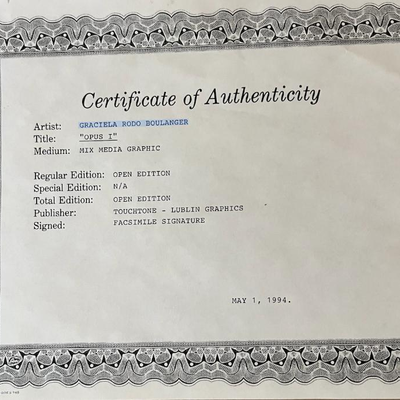 Certificate of Authenticity
Artist: GRACIELA RODO BOULANGER
Title: "OPUS I"
Medium: MIX MEDIA GRAPHIC
Regular Edition: OPEN EDITION
Special Edition: N/A
Total Edition: OPEN EDITION
Publisher: TOUCHTONE - LUBLIN GRAPHICS
Signed: FACSIMILE SIGNATURE
MAY 1, 1994.